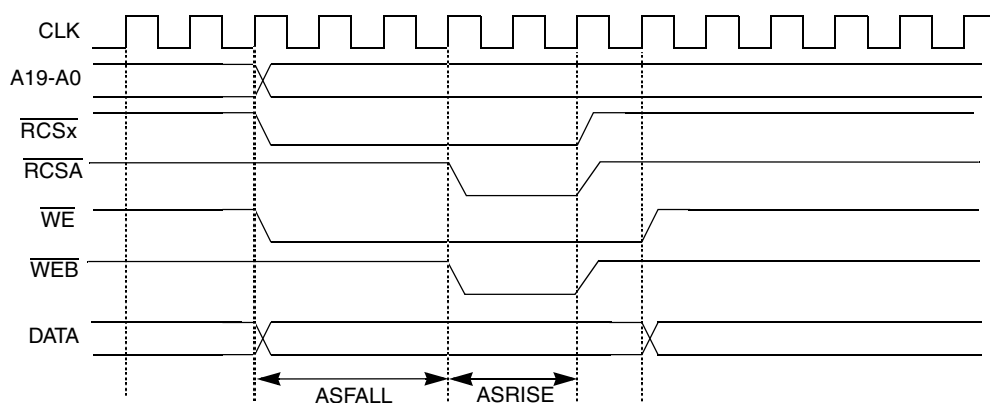 CLK
A19-A0
RCSx
RCSA
WE
WEB
DATA
ASFALL ASRISE